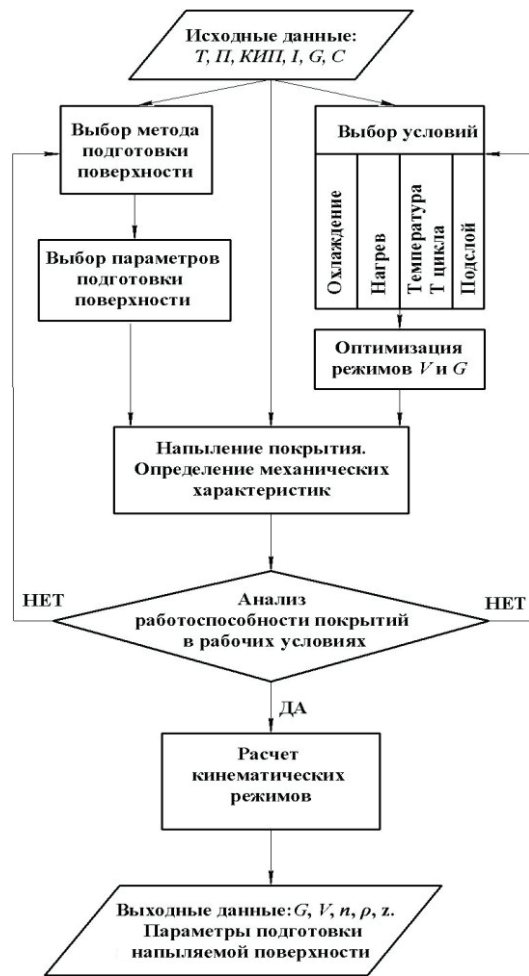 Исходные данные:
Т, П, КИП, I, G, C
Выбор метода
подготовки
поверхности
Выбор условий
Охлаждение
Нагрев
Температура
Т цикла
Подслой
Выбор параметров
подготовки
поверхности
Оптимизация
режимов V и G
Напыление покрытия.
Определение механических
характеристик
НЕТ
Анализ
работоспособности покрытий
в рабочих условиях
НЕТ
ДА
Расчет
кинематических
режимов
Выходные данные: G, V, n, ρ, z.
Параметры подготовки
напыляемой поверхности